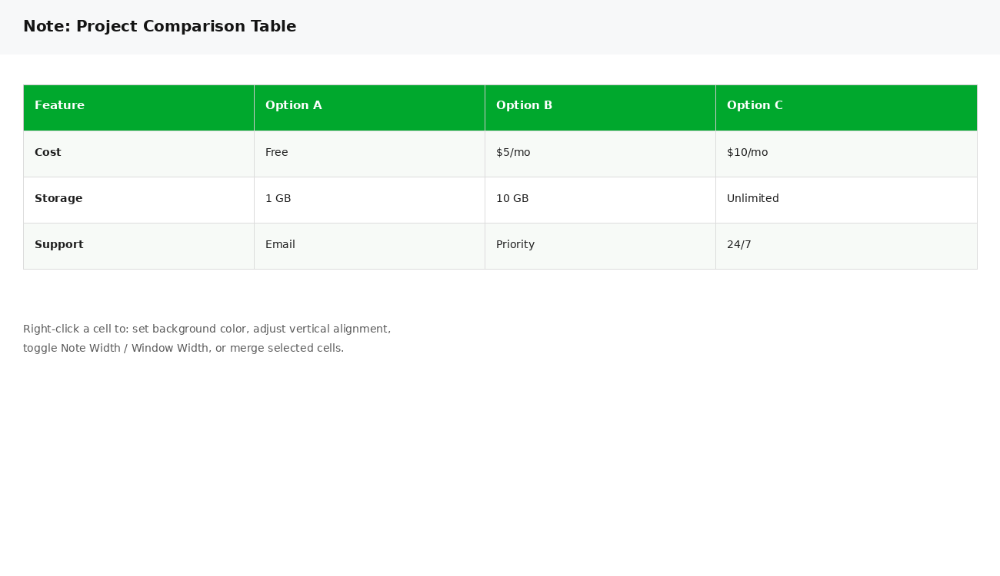 Note: Project Comparison Table
Feature Option A Option B Option C
Cost Free $5/mo $10/mo
Storage 1 GB 10 GB Unlimited
Support Email Priority 24/7
Right-click a cell to: set background color, adjust vertical alignment,
toggle Note Width / Window Width, or merge selected cells.